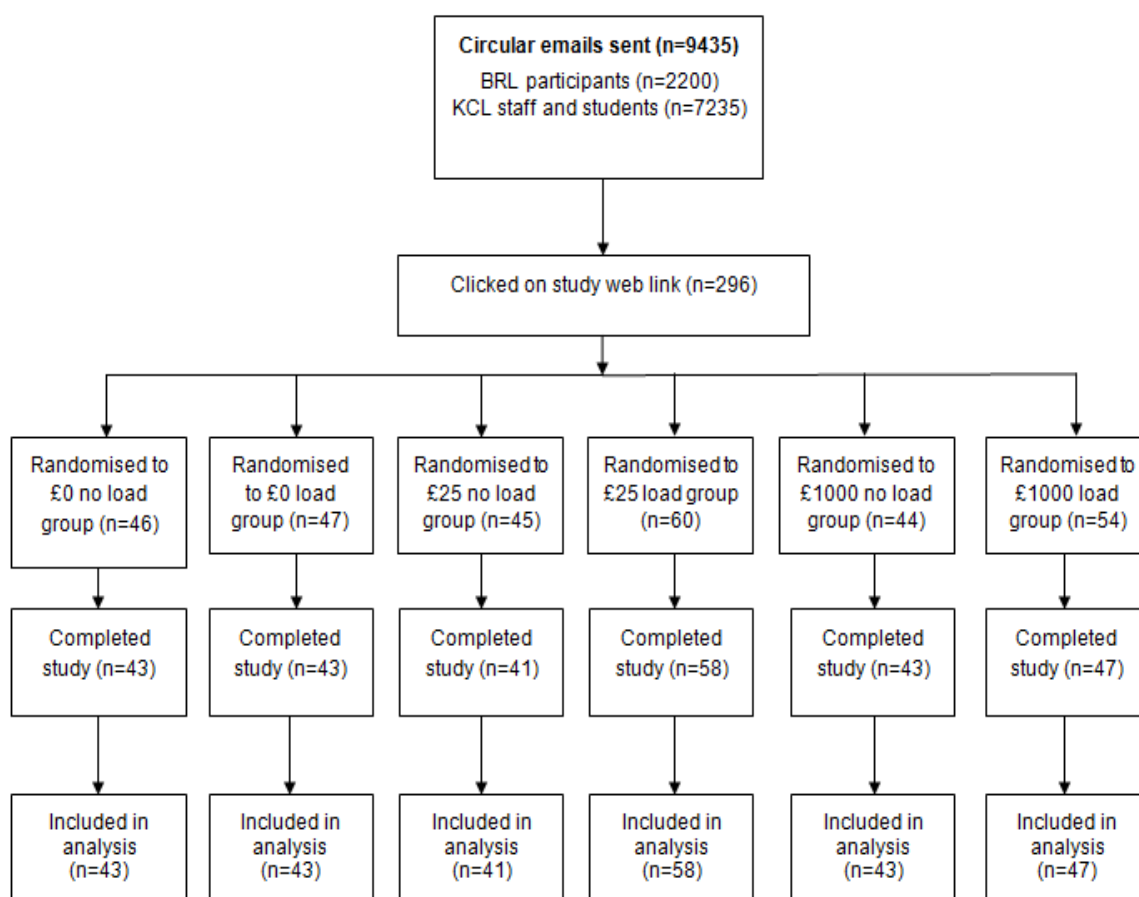 Circular emails sent (n=9435)
BRL participants (n=2200)
KCL staff and students (n=7235)
Clicked on study web link (n=296)
Randomised to
£0 no load
group (n=46)
Randomised
to £0 load
group (n=47)
Randomised to
£25 no load
group (n=45)
Randomised to
£25 load group
(n=60)
Randomised to
£1000 no load
group (n=44)
Randomised to
£1000 load
group (n=54)
Completed
study (n=43)
Completed
study (n=43)
Completed
study (n=41)
Completed
study (n=58)
Completed
study (n=43)
Completed
study (n=47)
Included in
analysis
(n=43)
Included in
analysis
(n=43)
Included in
analysis
(n=41)
Included in
analysis
(n=58)
Included in
analysis
(n=43)
Included in
analysis
(n=47)